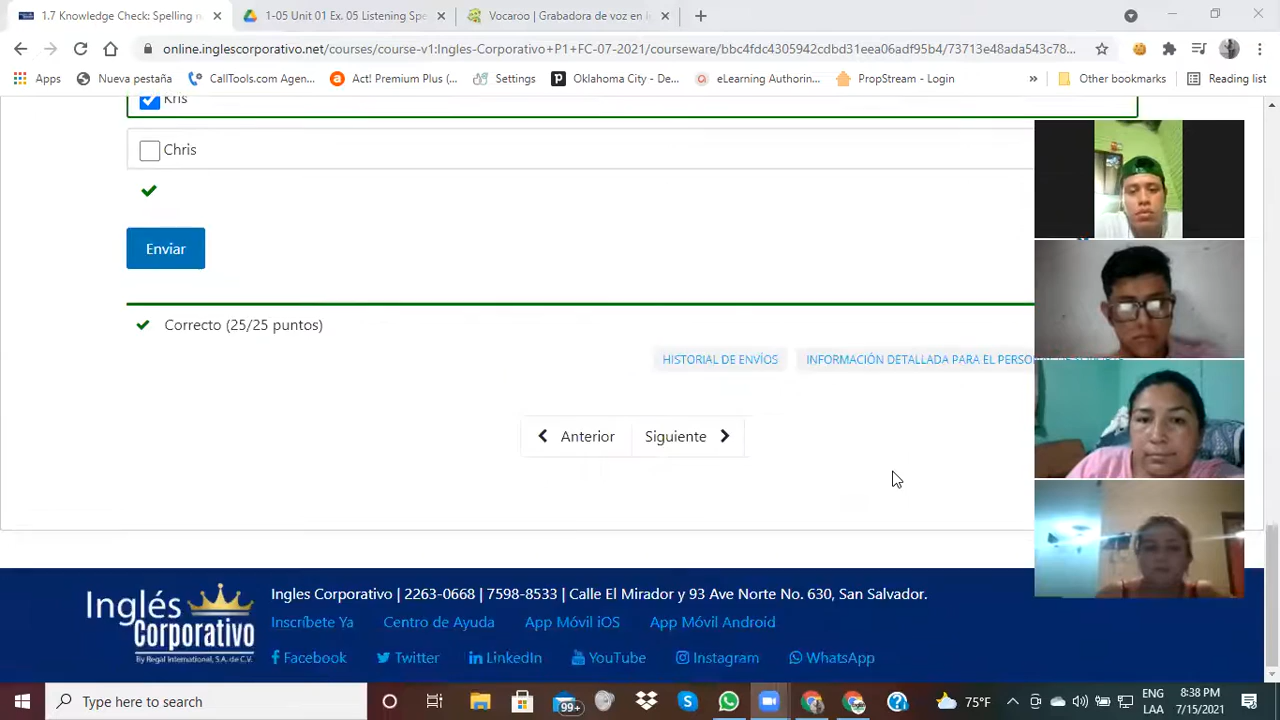 1.7 Knowledge Check: Spelling n
1-05 Unit 01 Ex. 05 Listening Spe
Vocaroo | Grabadora de voz en lí
online.inglescorporativo.net/courses/course-v1:Ingles-Corporativo+P1+FC-07-2021/courseware/bbc4fdc4305942cdbd31eea06adf95b4/73713e48ada543c78...
Apps
Nueva pestaña
CallTools.com Agen...
Act! Premium Plus (...
Settings
Oklahoma City - De...
eLearning Authorin...
PropStream - Login
»
Other bookmarks
Reading list
Kris
Chris
Enviar
Correcto (25/25 puntos)
HISTORIAL DE ENVÍOS
INFORMACIÓN DETALLADA PARA EL PERSO
Anterior
Siguiente
Inglés
Corporativo
By Regal International, S.A. de C.V.
Ingles Corporativo | 2263-0668 | 7598-8533 | Calle El Mirador y 93 Ave Norte No. 630, San Salvador.
Inscríbete Ya
Centro de Ayuda
App Móvil iOS
App Móvil Android
Facebook
Twitter
LinkedIn
YouTube
Instagram
WhatsApp
Type here to search
99+
75°F
ENG
LAA
8:38 PM
7/15/2021